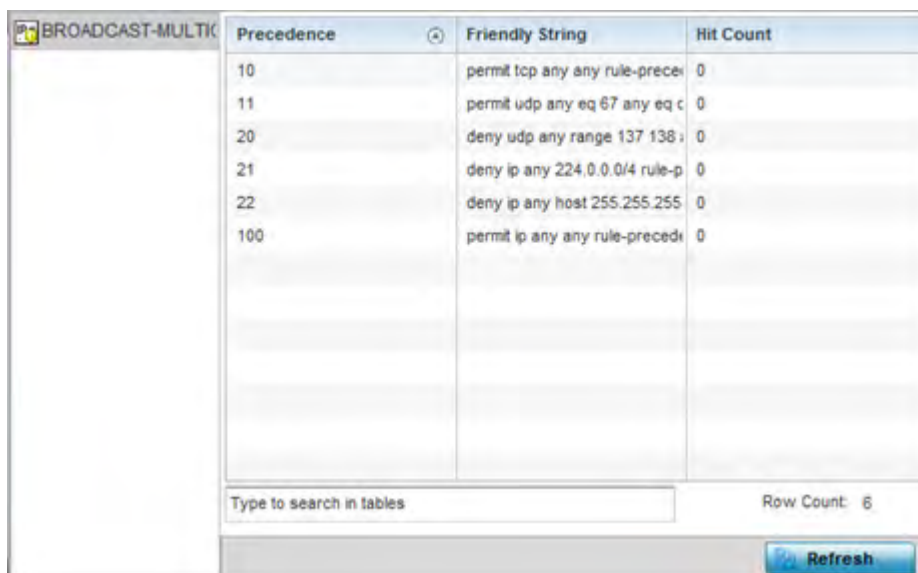 BROADCAST-MULTIC
Precedence Friendly String Hit Count
10 permit tcp any any rule-prece 0
11 permit udp any eq 67 any eq 0
20 deny udp any range 137 138 0
21 deny ip any 224.0.0.0/4 rule-p 0
22 deny ip any host 255.255.255 0
100 permit ip any any rule-precede 0
Type to search in tables
Row Count: 6
Refresh